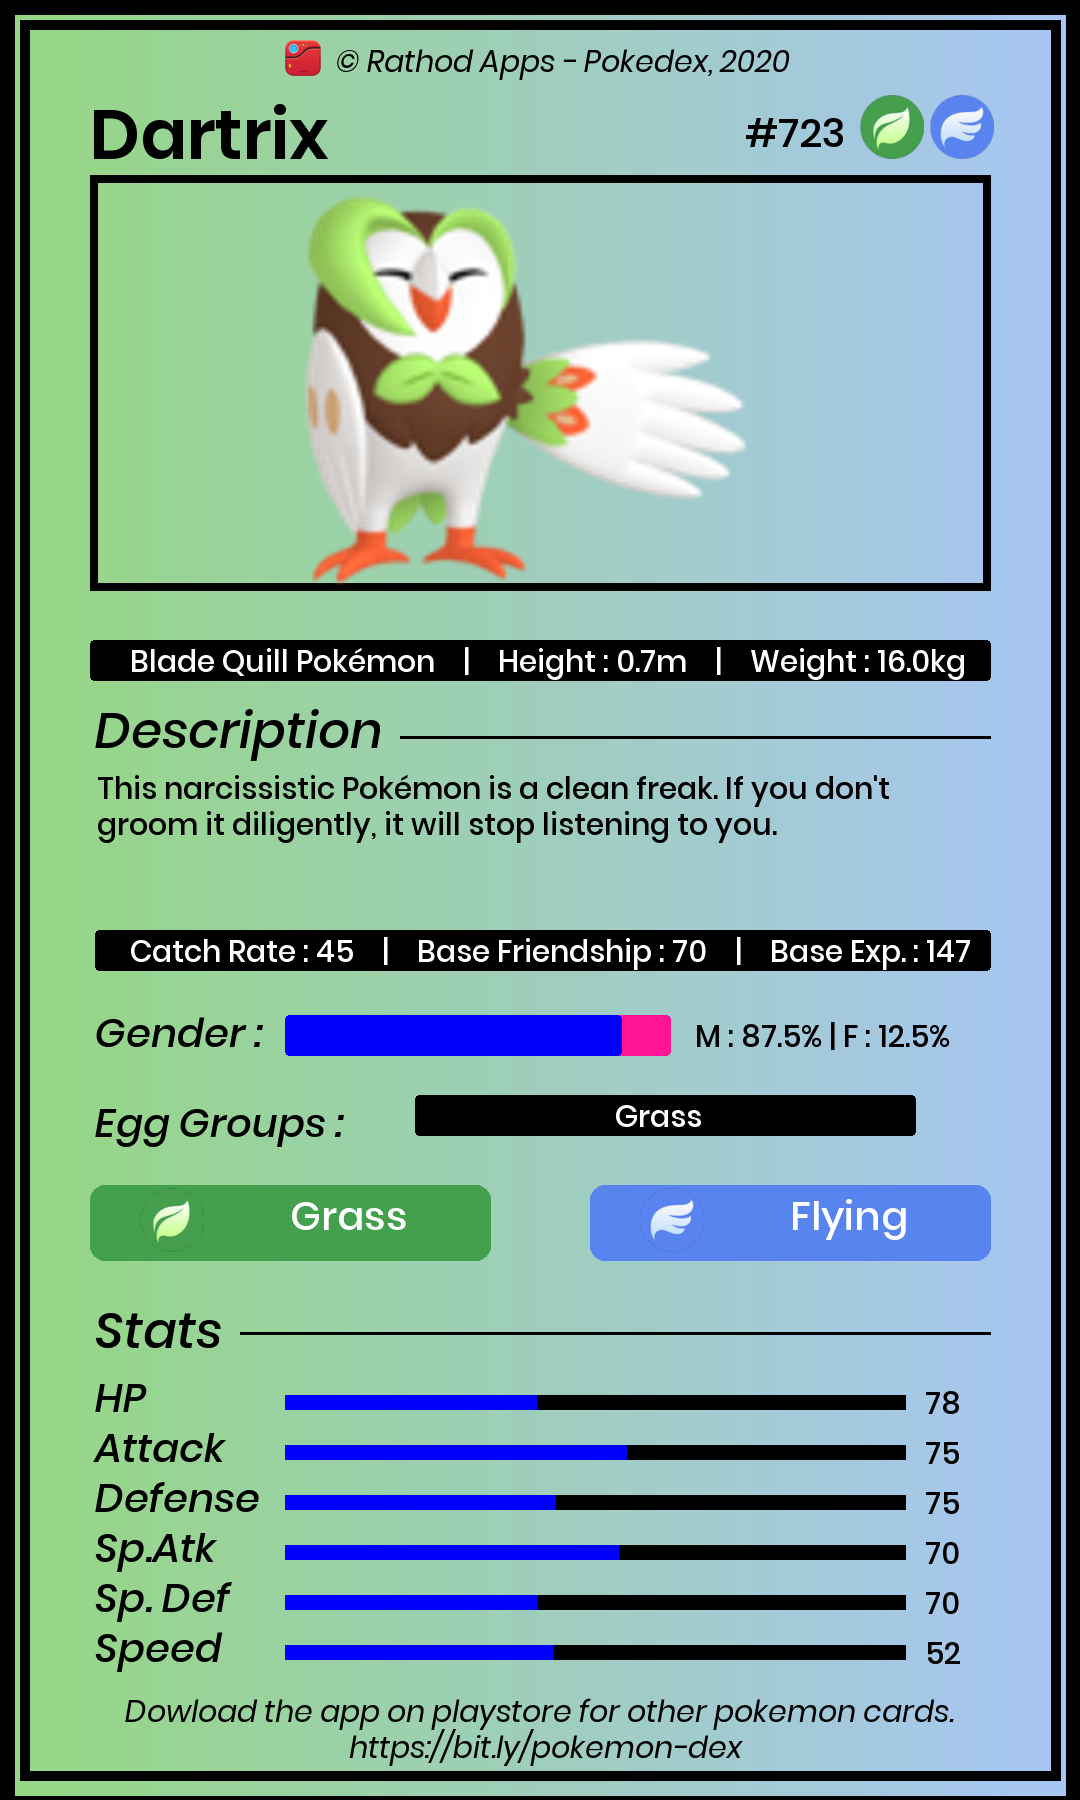 © Rathod Apps - Pokedex, 2020
Dartrix #723
Blade Quill Pokémon | Height : 0.7m | Weight : 16.0kg
Description
This narcissistic Pokémon is a clean freak. If you don't
groom it diligently, it will stop listening to you.
Catch Rate : 45 | Base Friendship : 70 | Base Exp. : 147
Gender : M : 87.5% | F : 12.5%
Egg Groups : Grass
Grass Flying
Stats
HP 78
Attack 75
Defense 75
Sp.Atk 70
Sp. Def 70
Speed 52
Dowload the app on playstore for other pokemon cards.
https://bit.ly/pokemon-dex